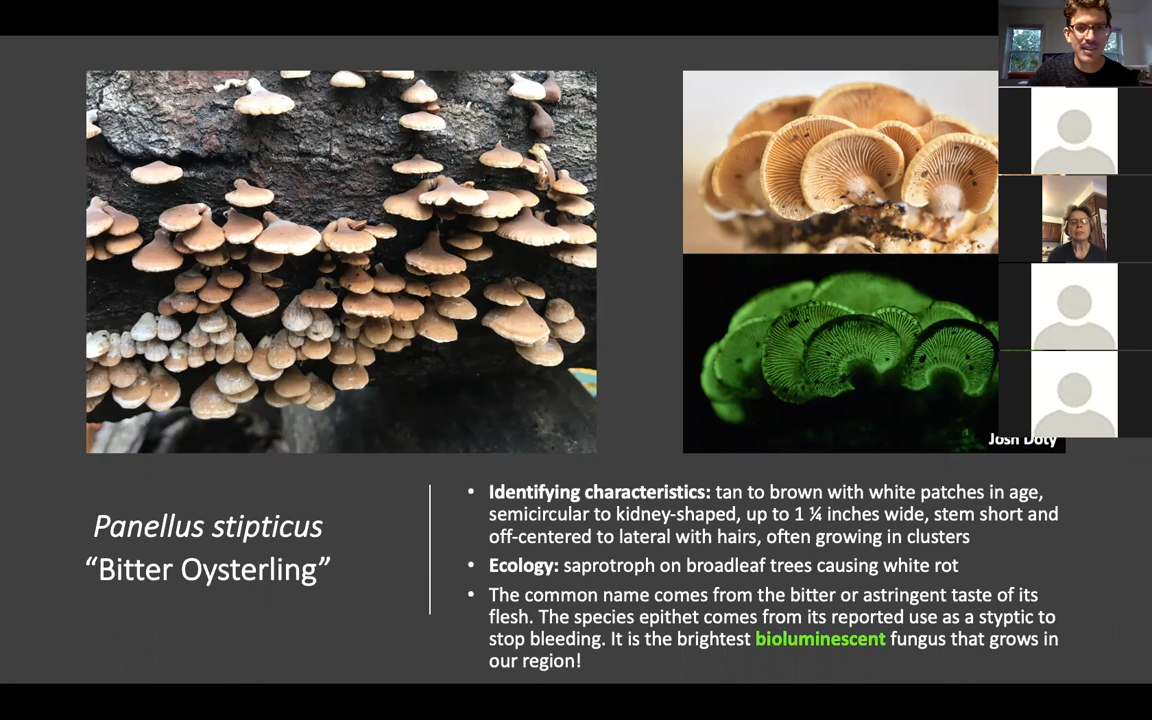 Josh Doty
Panellus stipticus
“Bitter Oysterling”
• Identifying characteristics: tan to brown with white patches in age,
semicircular to kidney-shaped, up to 1 ¼ inches wide, stem short and
off-centered to lateral with hairs, often growing in clusters
• Ecology: saprotroph on broadleaf trees causing white rot
• The common name comes from the bitter or astringent taste of its
flesh. The species epithet comes from its reported use as a styptic to
stop bleeding. It is the brightest bioluminescent fungus that grows in
our region!